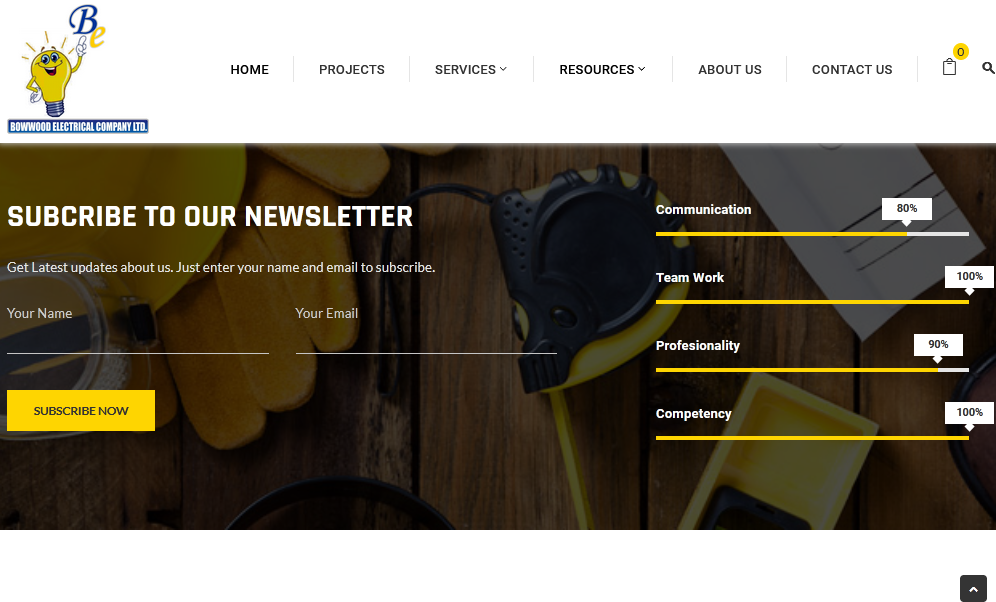 Be
BOWWOOD ELECTRICAL COMPANY LTD.
HOME
PROJECTS
SERVICES
RESOURCES
ABOUT US
CONTACT US
0
SUBCRIBE TO OUR NEWSLETTER
Get Latest updates about us. Just enter your name and email to subscribe.
Your Name
Your Email
SUBSCRIBE NOW
Communication
80%
Team Work
100%
Profesionality
90%
Competency
100%